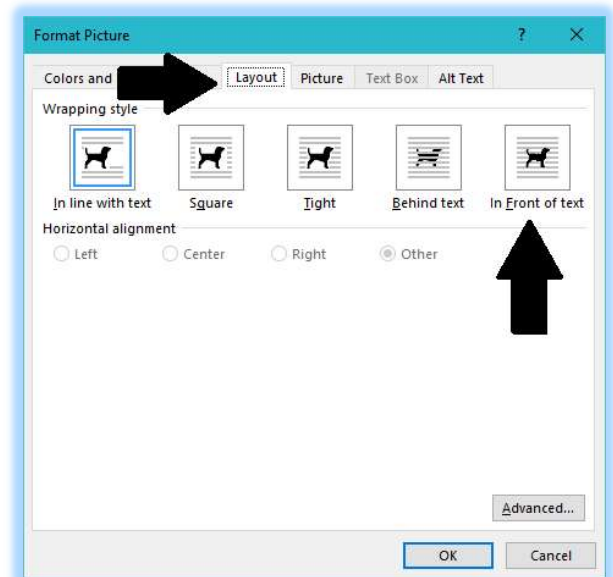 Format Picture ? ×
Colors and Layout Picture Text Box Alt Text
Wrapping style
In line with text Square Tight Behind text In Front of text
Horizontal alignment
Left Center Right Other
Advanced...
OK Cancel